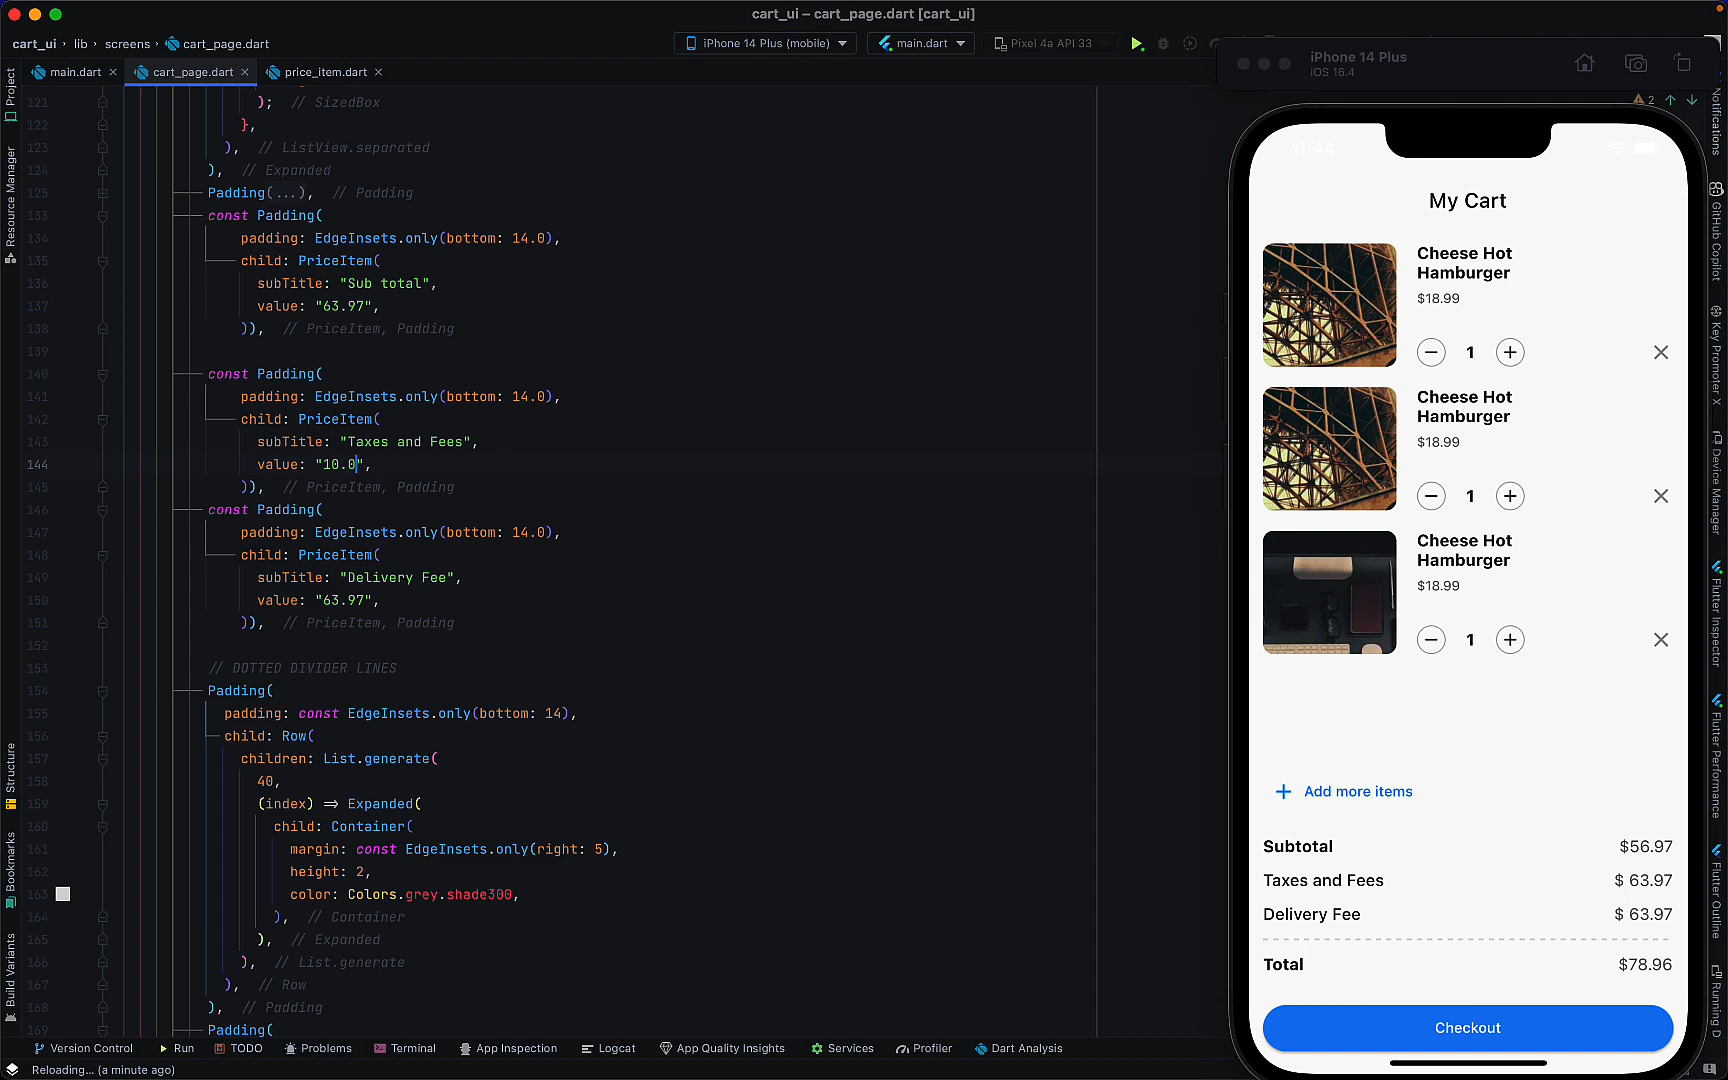 cart_ui – cart_page.dart [cart_ui]
cart_ui › lib › screens › cart_page.dart
iPhone 14 Plus (mobile)
main.dart
Pixel 4a API 33
main.dart
cart_page.dart
price_item.dart
iPhone 14 Plus
iOS 16.4
2
Project
Resource Manager
Structure
Bookmarks
Build Variants
121 ); // SizedBox
122 },
123 ), // ListView.separated
124 ), // Expanded
125 Padding(...), // Padding
133 const Padding(
134 padding: EdgeInsets.only(bottom: 14.0),
135 child: PriceItem(
136 subTitle: "Sub total",
137 value: "63.97",
138 )), // PriceItem, Padding
139
140 const Padding(
141 padding: EdgeInsets.only(bottom: 14.0),
142 child: PriceItem(
143 subTitle: "Taxes and Fees",
144 value: "10.0",
145 )), // PriceItem, Padding
146 const Padding(
147 padding: EdgeInsets.only(bottom: 14.0),
148 child: PriceItem(
149 subTitle: "Delivery Fee",
150 value: "63.97",
151 )), // PriceItem, Padding
152
153 // DOTTED DIVIDER LINES
154 Padding(
155 padding: const EdgeInsets.only(bottom: 14),
156 child: Row(
157 children: List.generate(
158 40,
159 (index) => Expanded(
160 child: Container(
161 margin: const EdgeInsets.only(right: 5),
162 height: 2,
163 color: Colors.grey.shade300,
164 ), // Container
165 ), // Expanded
166 ), // List.generate
167 ), // Row
168 ), // Padding
169 Padding(
11:44
My Cart
Cheese Hot
Hamburger
$18.99
1
Cheese Hot
Hamburger
$18.99
1
Cheese Hot
Hamburger
$18.99
1
Add more items
Subtotal $56.97
Taxes and Fees $ 63.97
Delivery Fee $ 63.97
Total $78.96
Checkout
Notifications
GitHub Copilot
Key Promoter X
Device Manager
Flutter Inspector
Flutter Performance
Flutter Outline
Running D
Version Control
Run
TODO
Problems
Terminal
App Inspection
Logcat
App Quality Insights
Services
Profiler
Dart Analysis
Reloading... (a minute ago)